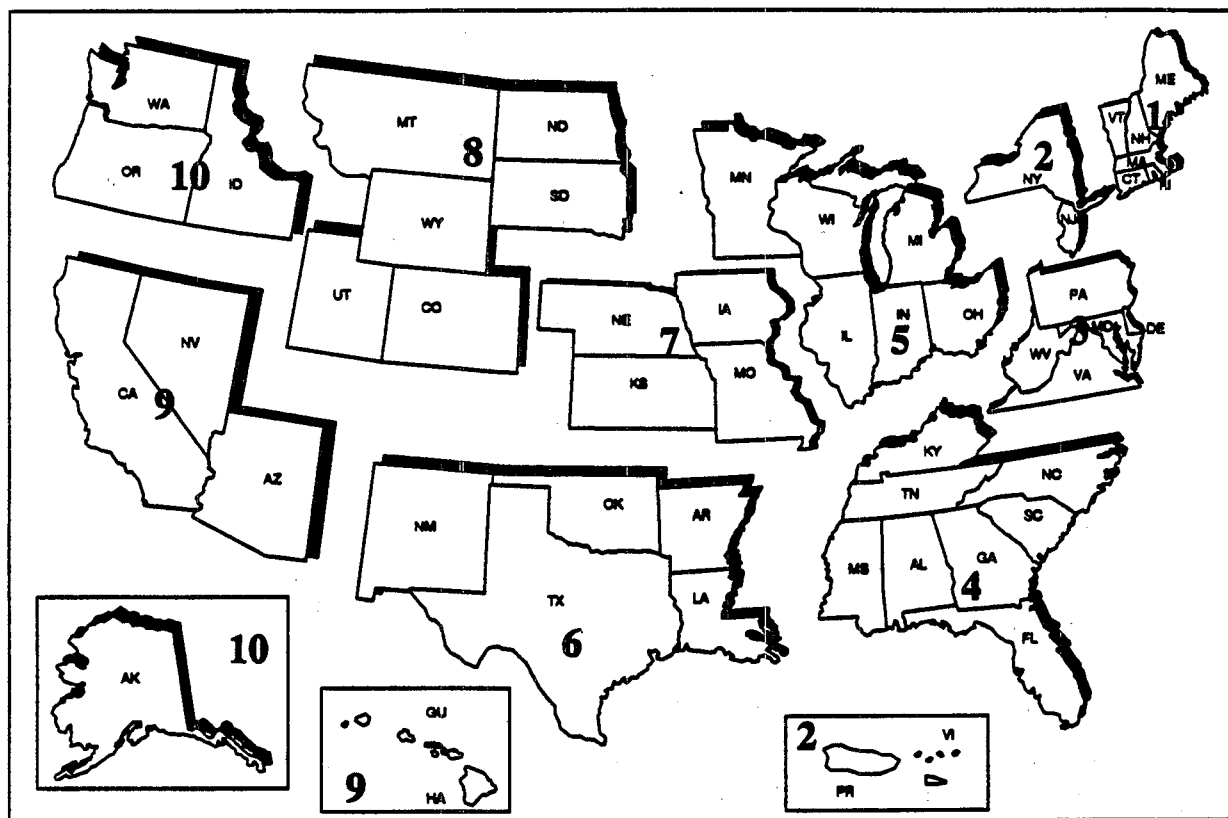 WA
OR
10
ID
MT
8
ND
SD
WY
UT
CO
MN
WI
MI
2
NY
NJ
ME
VT
1
NH
MA
CT
RI
CA
9
NV
AZ
NE
7
IA
KS
MO
IL
IN
5
OH
PA
3
MD
DE
WV
VA
NM
OK
TX
6
AR
LA
KY
TN
NC
SC
MS
AL
GA
4
FL
AK
10
GU
9
HA
2
VI
PR